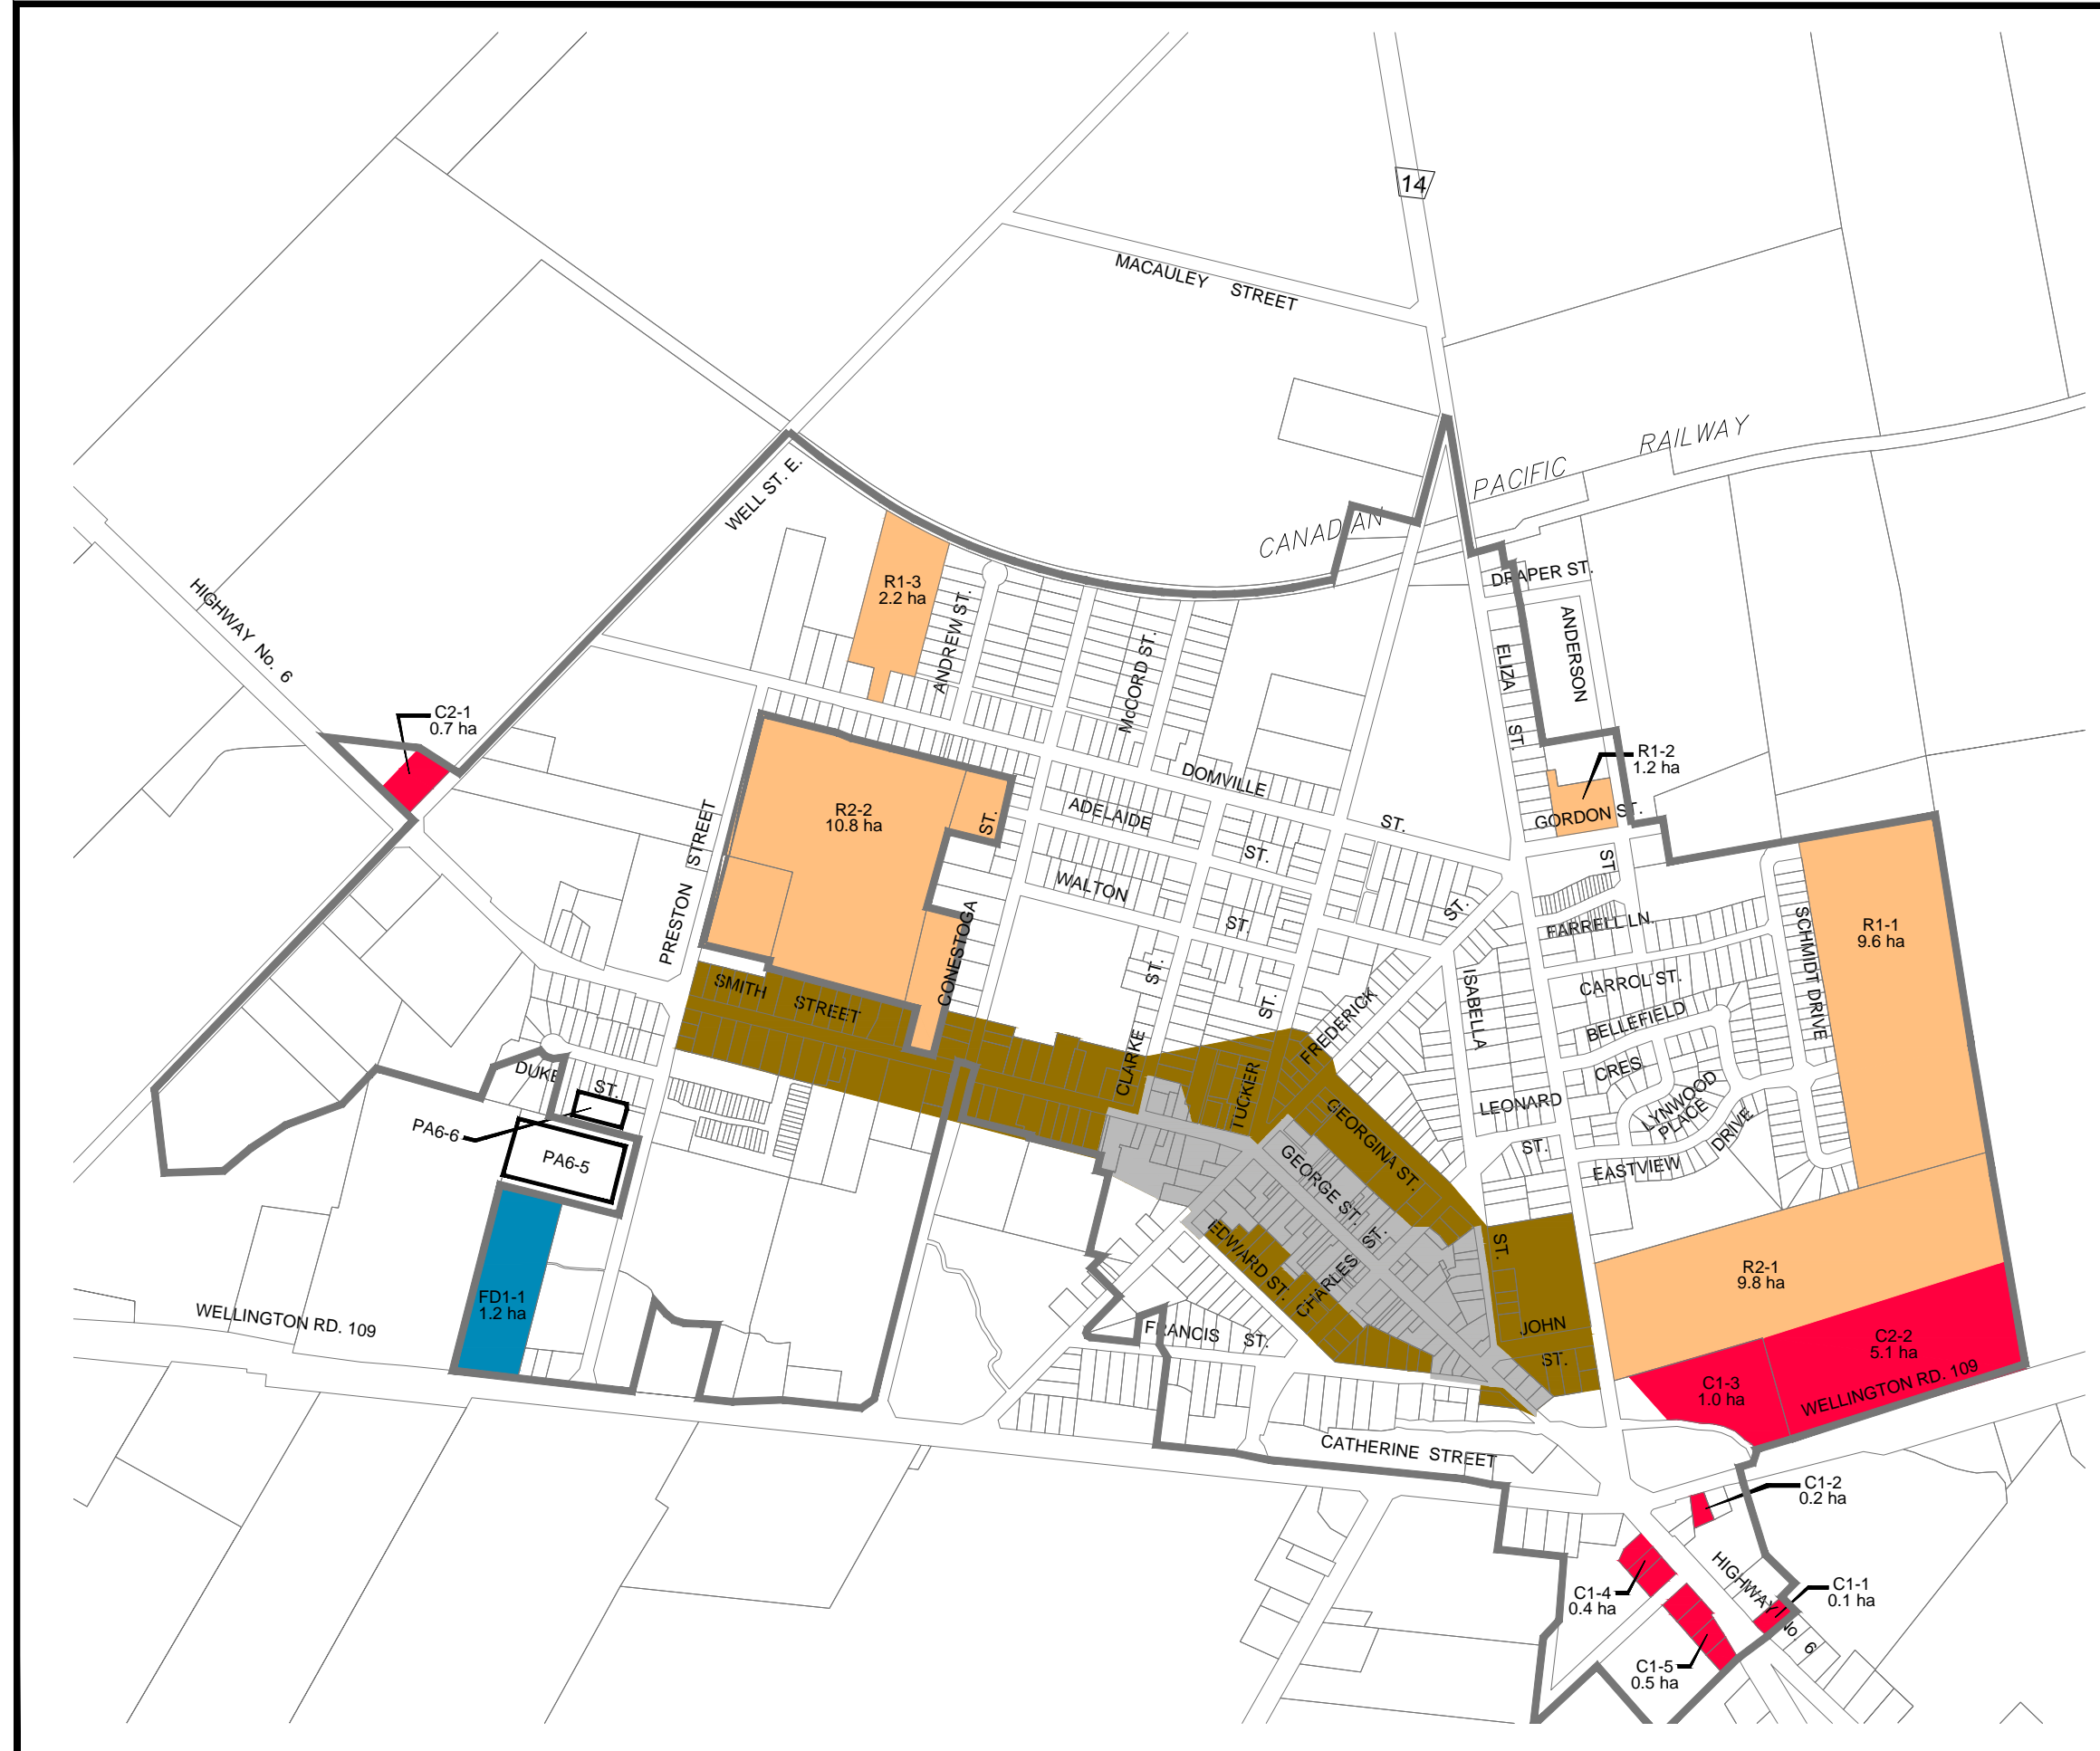 14
MACAULEY STREET
PACIFIC RAILWAY
CANADIAN
WELL ST. E.
HIGHWAY No. 6
DRAPER ST.
R1-3
2.2 ha
ANDREW ST.
McCORD ST.
ELIZA ST.
ANDERSON ST
C2-1
0.7 ha
R1-2
1.2 ha
GORDON ST.
DOMVILLE ST.
ADELAIDE ST.
WALTON ST.
R2-2
10.8 ha
PRESTON STREET
CONESTOGA ST.
FARRELL LN.
SCHMIDT DRIVE
R1-1
9.6 ha
CARROL ST.
BELLEFIELD
CRES
ISABELLA ST.
FREDERICK ST.
SMITH STREET
CLARKE ST.
TUCKER ST.
DUKE ST.
LEONARD ST.
LYNWOOD
PLACE
EASTVIEW DRIVE
PA6-6
PA6-5
GEORGINA ST.
GEORGE ST.
EDWARD ST.
CHARLES ST.
JOHN
ST.
R2-1
9.8 ha
FD1-1
1.2 ha
WELLINGTON RD. 109
FRANCIS ST.
C2-2
5.1 ha
C1-3
1.0 ha
WELLINGTON RD. 109
CATHERINE STREET
C1-2
0.2 ha
HIGHWAY No 6
C1-4
0.4 ha
C1-1
0.1 ha
C1-5
0.5 ha